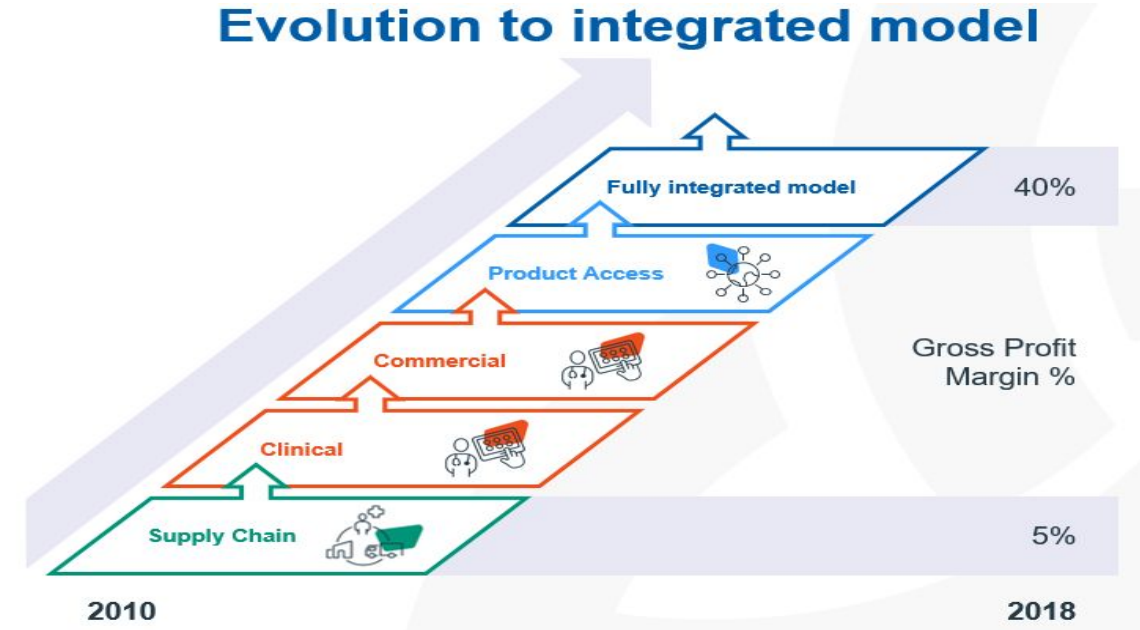 Evolution to integrated model
Fully integrated model
40%
Product Access
Commercial
Gross Profit
Margin %
Clinical
Supply Chain
5%
2010
2018